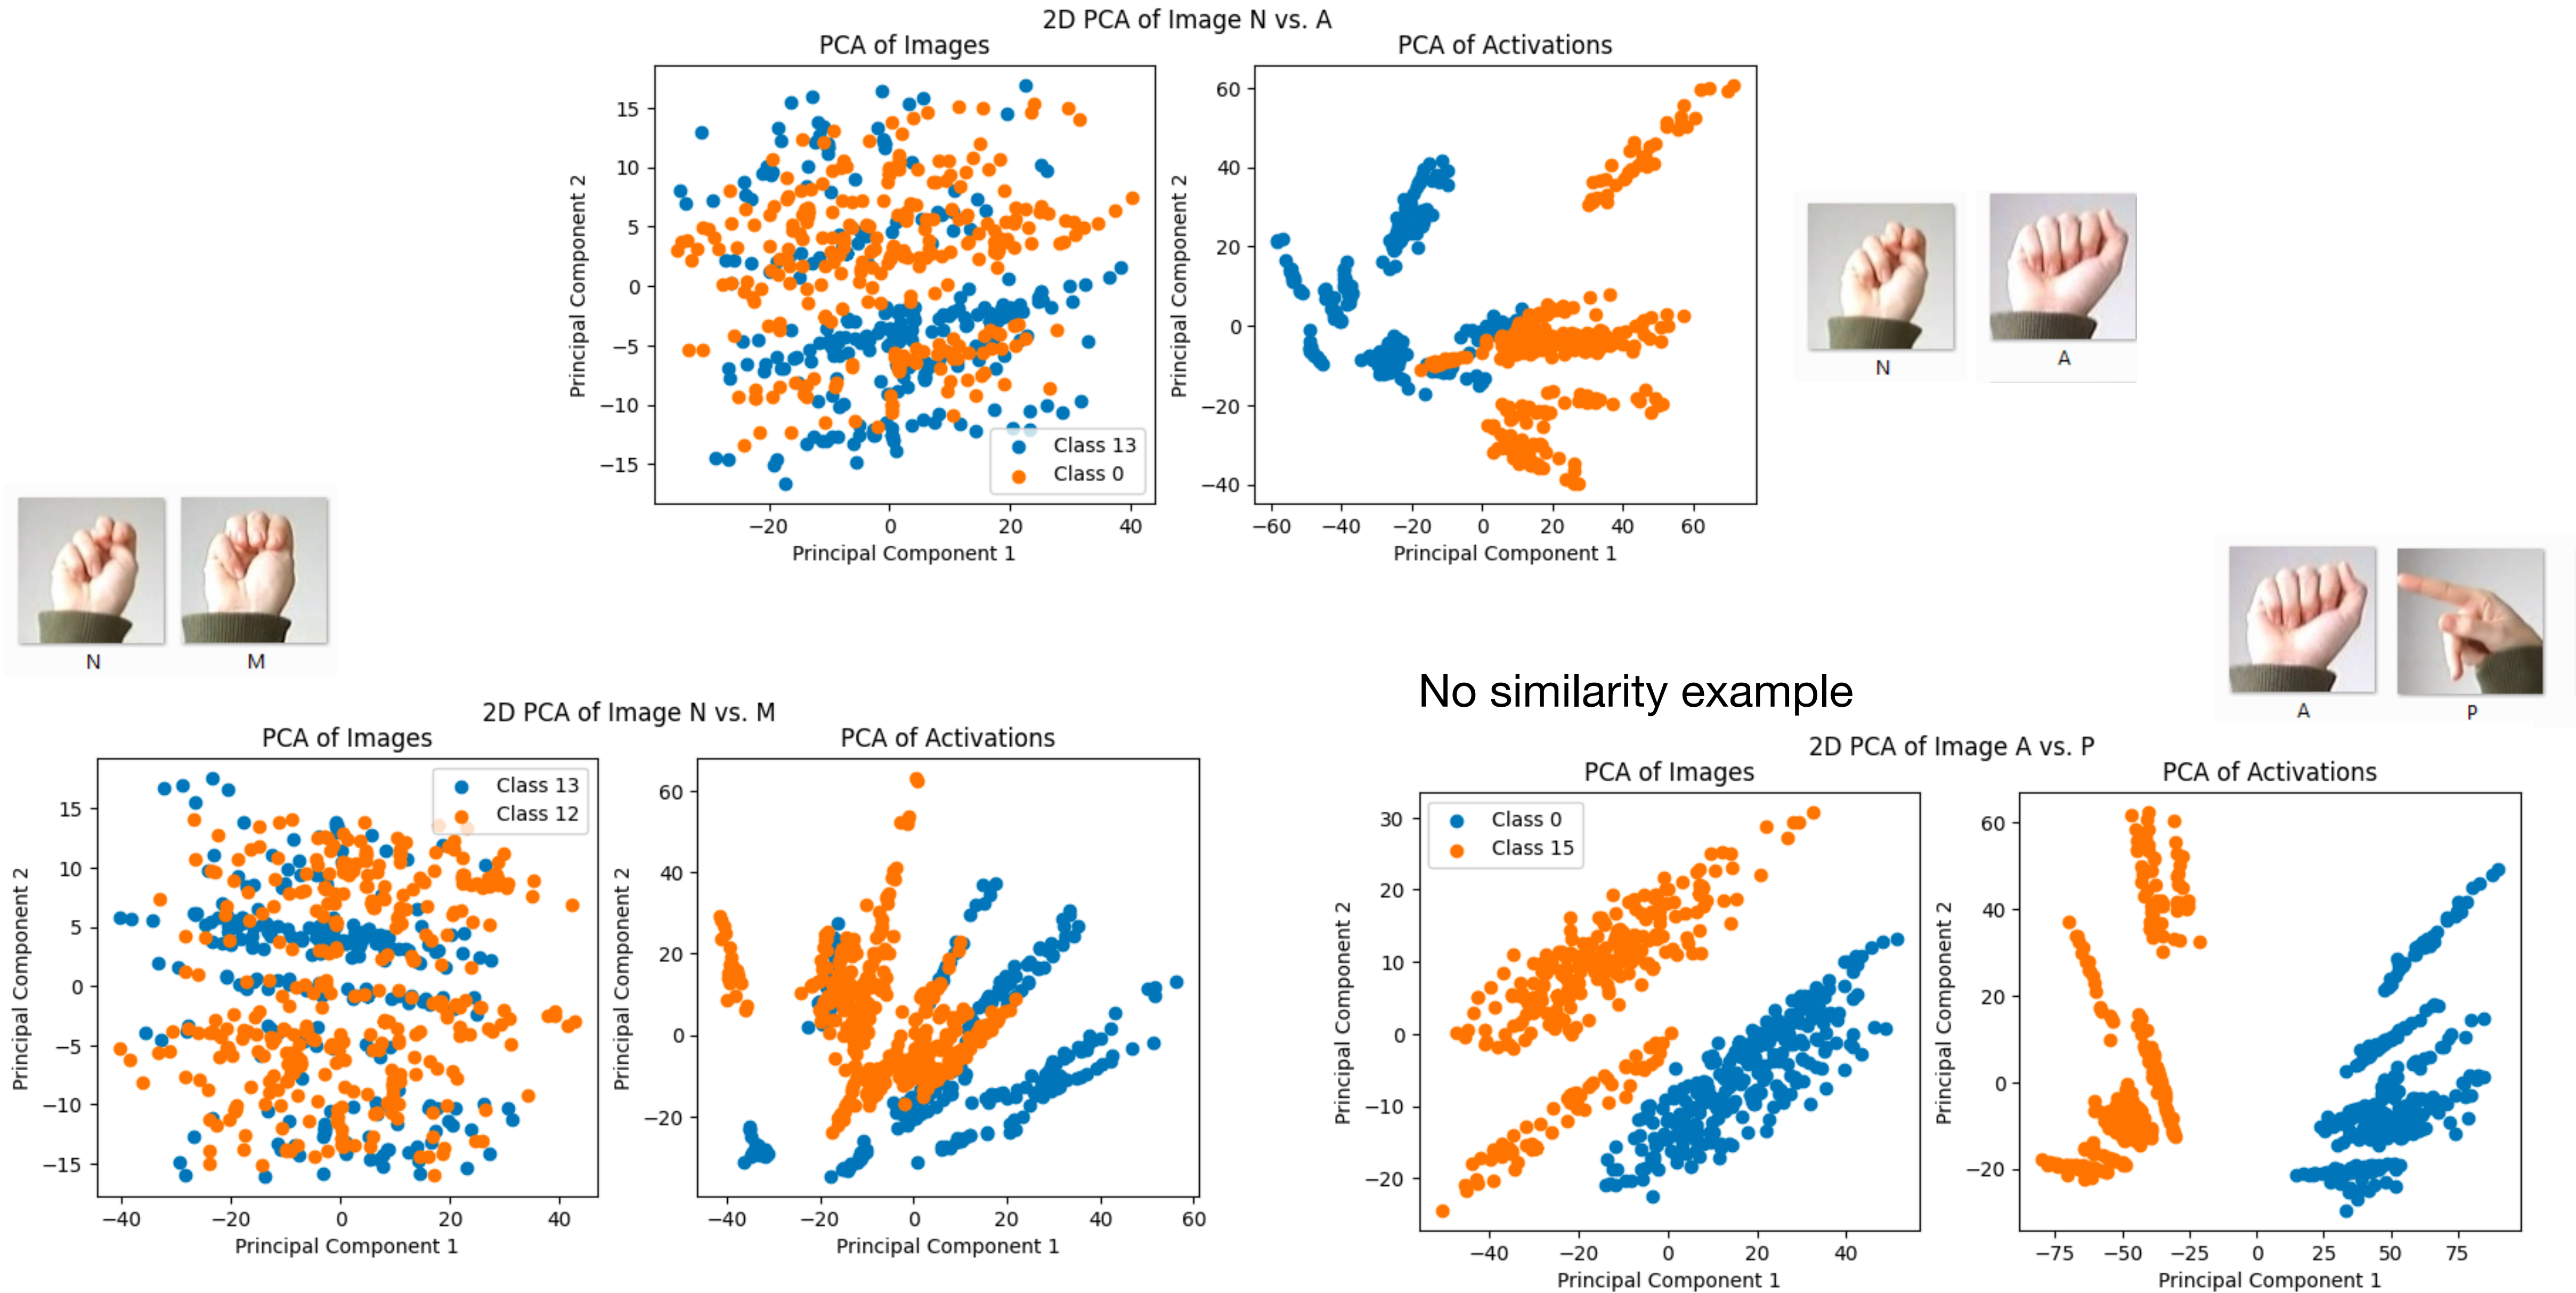 2D PCA of Image N vs. A
PCA of Images
PCA of Activations
Principal Component 2
15
10
5
0
−5
−10
−15
−20
0
20
40
Principal Component 1
Class 13
Class 0
Principal Component 2
60
40
20
0
−20
−40
−60
−40
−20
0
20
40
60
Principal Component 1
N
A
N
M
2D PCA of Image N vs. M
PCA of Images
PCA of Activations
Class 13
Class 12
Principal Component 2
15
10
5
0
−5
−10
−15
−40
−20
0
20
40
Principal Component 1
Principal Component 2
60
40
20
0
−20
−40
−20
0
20
40
60
Principal Component 1
No similarity example
A
P
2D PCA of Image A vs. P
PCA of Images
PCA of Activations
Class 0
Class 15
Principal Component 2
30
20
10
0
−10
−20
−40
−20
0
20
40
Principal Component 1
Principal Component 2
60
40
20
0
−20
−75
−50
−25
0
25
50
75
Principal Component 1